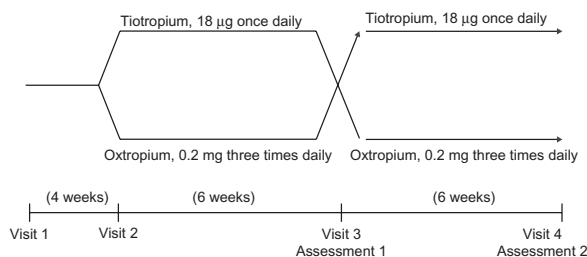 Tiotropium, 18 μg once daily
Tiotropium, 18 μg once daily
Oxtropium, 0.2 mg three times daily
Oxtropium, 0.2 mg three times daily
(4 weeks)
(6 weeks)
(6 weeks)
Visit 1
Visit 2
Visit 3
Assessment 1
Visit 4
Assessment 2